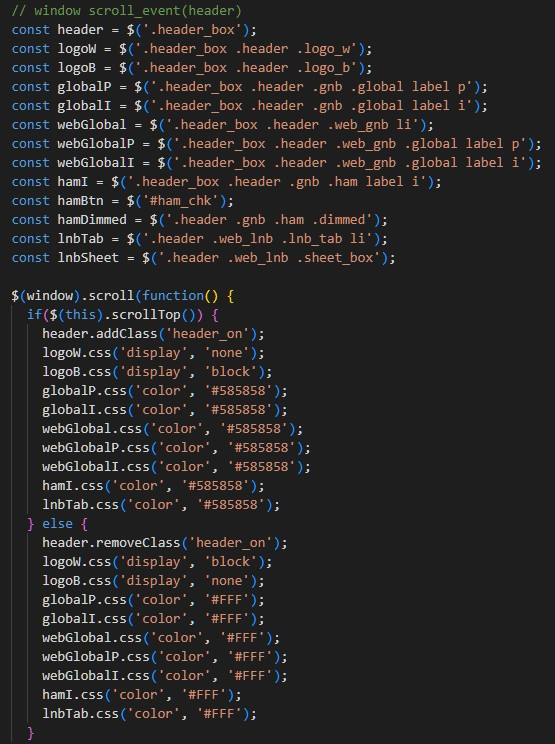 // window scroll_event(header)
const header = $('.header_box');
const logoW = $('.header_box .header .logo_w');
const logoB = $('.header_box .header .logo_b');
const globalP = $('.header_box .header .gnb .global label p');
const globalI = $('.header_box .header .gnb .global label i');
const webGlobal = $('.header_box .header .web_gnb li');
const webGlobalP = $('.header_box .header .web_gnb .global label p');
const webGlobalI = $('.header_box .header .web_gnb .global label i');
const hamI = $('.header_box .header .gnb .ham label i');
const hamBtn = $('#ham_chk');
const hamDimmed = $('.header .gnb .ham .dimmed');
const lnbTab = $('.header .web_lnb .lnb_tab li');
const lnbSheet = $('.header .web_lnb .sheet_box');

$(window).scroll(function() {
  if($(this).scrollTop()) {
    header.addClass('header_on');
    logoW.css('display', 'none');
    logoB.css('display', 'block');
    globalP.css('color', '#585858');
    globalI.css('color', '#585858');
    webGlobal.css('color', '#585858');
    webGlobalP.css('color', '#585858');
    webGlobalI.css('color', '#585858');
    hamI.css('color', '#585858');
    lnbTab.css('color', '#585858');
  } else {
    header.removeClass('header_on');
    logoW.css('display', 'block');
    logoB.css('display', 'none');
    globalP.css('color', '#FFF');
    globalI.css('color', '#FFF');
    webGlobal.css('color', '#FFF');
    webGlobalP.css('color', '#FFF');
    webGlobalI.css('color', '#FFF');
    hamI.css('color', '#FFF');
    lnbTab.css('color', '#FFF');
  }